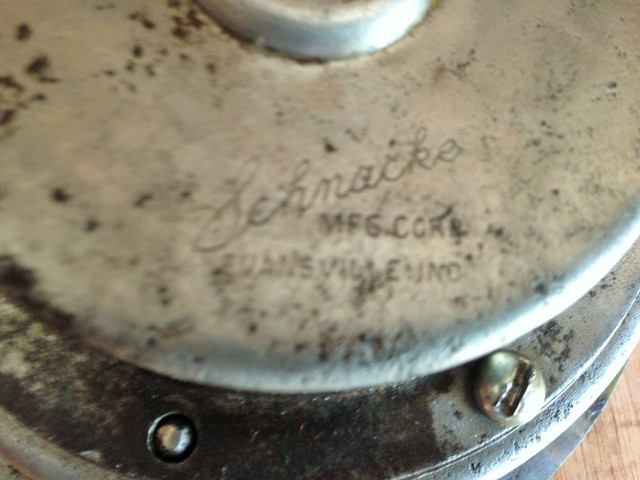 Schnacke
MFG. CORP.
EVANSVILLE, IND.